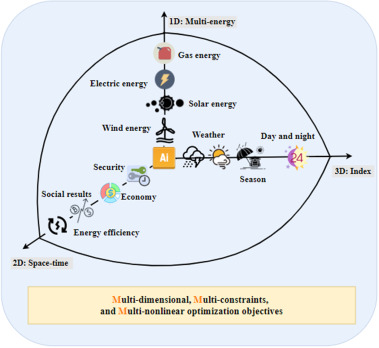 1D: Multi-energy
Gas energy
Electric energy
Solar energy
Wind energy
Weather
Day and night
AI
24
Security
Season
3D: Index
Social results
Economy
Energy efficiency
2D: Space-time
Multi-dimensional, Multi-constraints,
and Multi-nonlinear optimization objectives